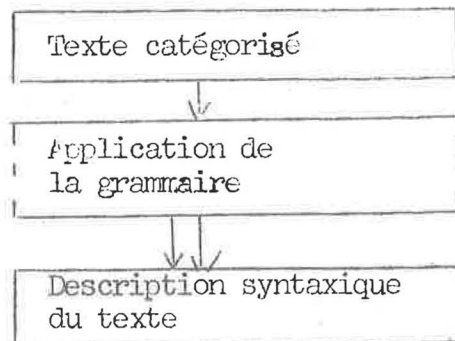 Texte catégorisé
Application de
la grammaire
Description syntaxique
du texte